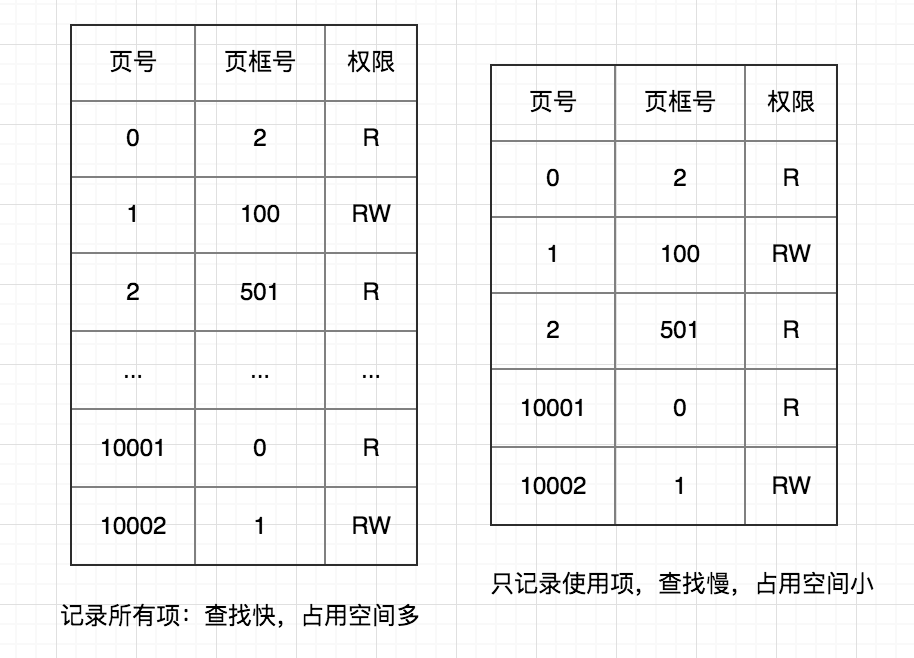 页号 页框号 权限
0 2 R
1 100 RW
2 501 R
... ... ...
10001 0 R
10002 1 RW
记录所有项：查找快，占用空间多
页号 页框号 权限
0 2 R
1 100 RW
2 501 R
10001 0 R
10002 1 RW
只记录使用项，查找慢，占用空间小